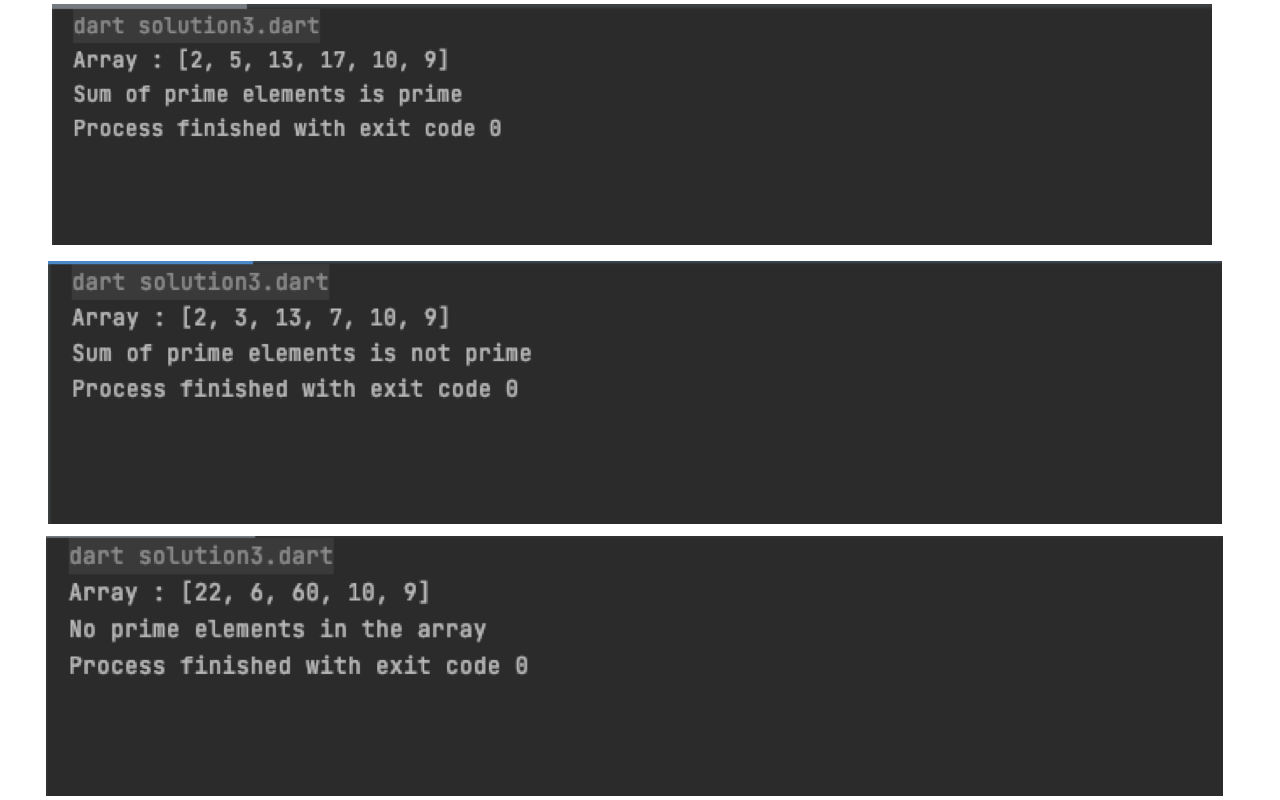 dart solution3.dart
Array : [2, 5, 13, 17, 10, 9]
Sum of prime elements is prime
Process finished with exit code 0
dart solution3.dart
Array : [2, 3, 13, 7, 10, 9]
Sum of prime elements is not prime
Process finished with exit code 0
dart solution3.dart
Array : [22, 6, 60, 10, 9]
No prime elements in the array
Process finished with exit code 0